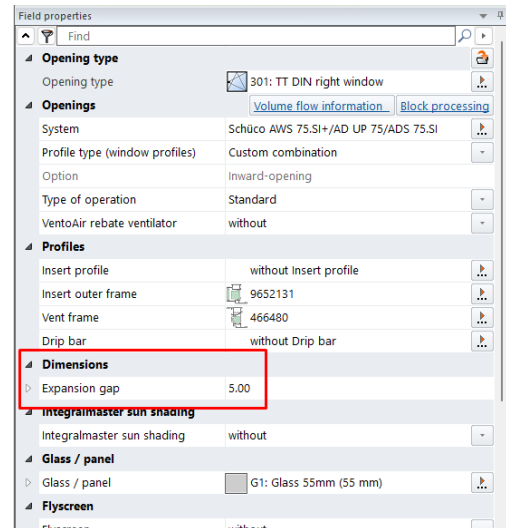 Field properties
Find
Opening type
Opening type 301: TT DIN right window
Openings Volume flow information Block processing
System Schüco AWS 75.SI+/AD UP 75/ADS 75.SI
Profile type (window profiles) Custom combination
Option Inward-opening
Type of operation Standard
VentoAir rebate ventilator without
Profiles
Insert profile without Insert profile
Insert outer frame 9652131
Vent frame 466480
Drip bar without Drip bar
Dimensions
Expansion gap 5.00
Integralmaster sun shading
Integralmaster sun shading without
Glass / panel
Glass / panel G1: Glass 55mm (55 mm)
Flyscreen
Flyscreen without